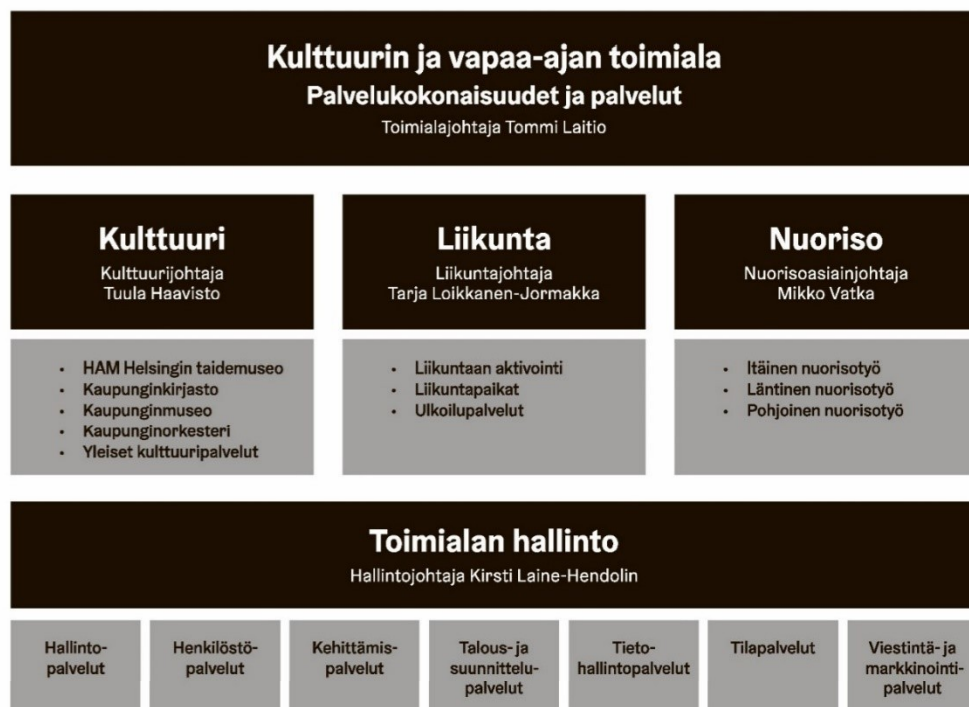 Kulttuurin ja vapaa-ajan toimiala
Palvelukokonaisuudet ja palvelut
Toimialajohtaja Tommi Laitio
Kulttuuri
Kulttuurijohtaja
Tuula Haavisto
• HAM Helsingin taidemuseo
• Kaupunginkirjasto
• Kaupunginmuseo
• Kaupunginorkesteri
• Yleiset kulttuuripalvelut
Liikunta
Liikuntajohtaja
Tarja Loikkanen-Jormakka
• Liikuntaan aktivointi
• Liikuntapaikat
• Ulkoilupalvelut
Nuoriso
Nuorisoasiainjohtaja
Mikko Vatka
• Itäinen nuorisotyö
• Läntinen nuorisotyö
• Pohjoinen nuorisotyö
Toimialan hallinto
Hallintojohtaja Kirsti Laine-Hendolin
Hallinto-
palvelut
Henkilöstö-
palvelut
Kehittämis-
palvelut
Talous- ja
suunnittelu-
palvelut
Tieto-
hallintopalvelut
Tilapalvelut
Viestintä- ja
markkinointi-
palvelut